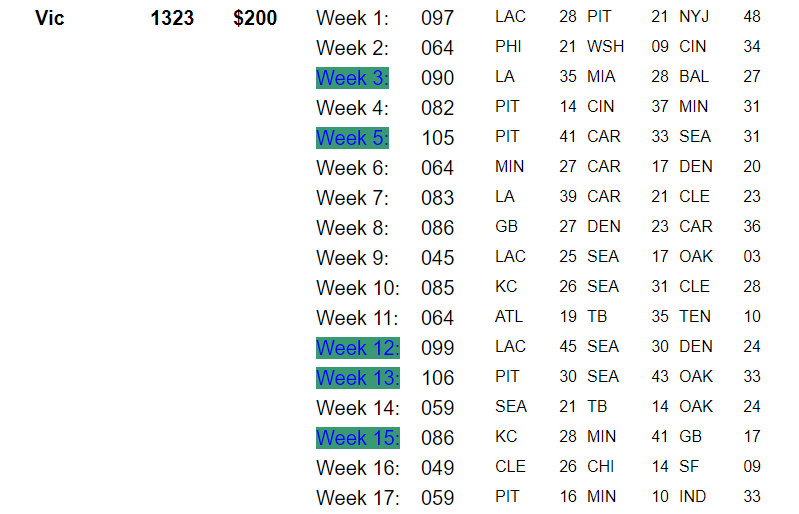 Vic 1323 $200 Week 1: 097 LAC 28 PIT 21 NYJ 48
Week 2: 064 PHI 21 WSH 09 CIN 34
Week 3: 090 LA 35 MIA 28 BAL 27
Week 4: 082 PIT 14 CIN 37 MIN 31
Week 5: 105 PIT 41 CAR 33 SEA 31
Week 6: 064 MIN 27 CAR 17 DEN 20
Week 7: 083 LA 39 CAR 21 CLE 23
Week 8: 086 GB 27 DEN 23 CAR 36
Week 9: 045 LAC 25 SEA 17 OAK 03
Week 10: 085 KC 26 SEA 31 CLE 28
Week 11: 064 ATL 19 TB 35 TEN 10
Week 12: 099 LAC 45 SEA 30 DEN 24
Week 13: 106 PIT 30 SEA 43 OAK 33
Week 14: 059 SEA 21 TB 14 OAK 24
Week 15: 086 KC 28 MIN 41 GB 17
Week 16: 049 CLE 26 CHI 14 SF 09
Week 17: 059 PIT 16 MIN 10 IND 33